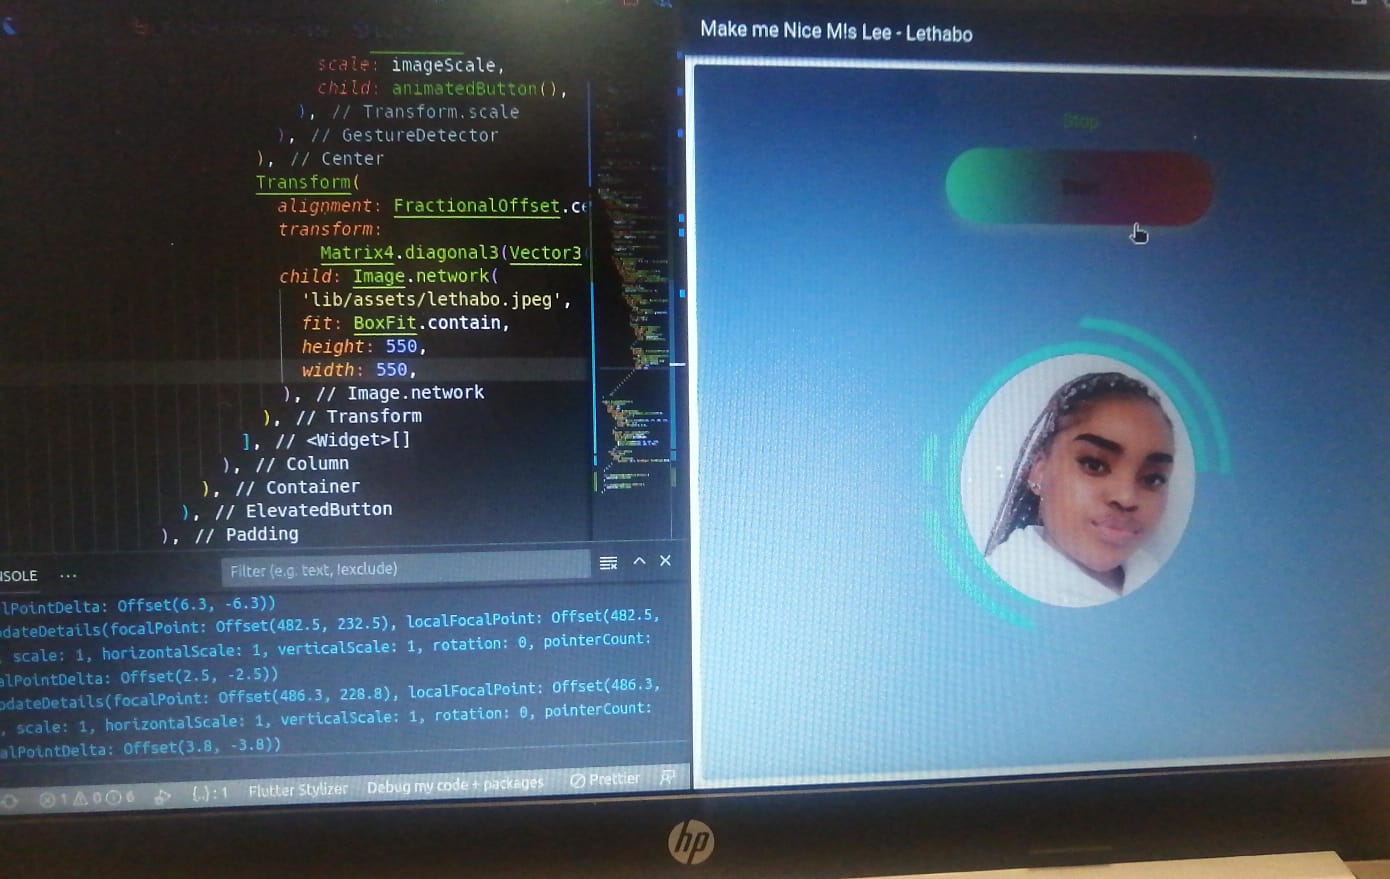 scale: imageScale,
child: animatedButton(),
), // Transform.scale
), // GestureDetector
), // Center
Transform(
alignment: FractionalOffset.ce
transform:
Matrix4.diagonal3(Vector3(
child: Image.network(
'lib/assets/lethabo.jpeg',
fit: BoxFit.contain,
height: 550,
width: 550,
), // Image.network
), // Transform
], // <Widget>[]
), // Column
), // Container
), // ElevatedButton
), // Padding
NSOLE ...
Filter (e.g. text, !exclude)
lPointDelta: Offset(6.3, -6.3))
pdateDetails(focalPoint: Offset(482.5, 232.5), localFocalPoint: Offset(482.5,
, scale: 1, horizontalScale: 1, verticalScale: 1, rotation: 0, pointerCount:
alPointDelta: Offset(2.5, -2.5))
pdateDetails(focalPoint: Offset(486.3, 228.8), localFocalPoint: Offset(486.3,
, scale: 1, horizontalScale: 1, verticalScale: 1, rotation: 0, pointerCount:
alPointDelta: Offset(3.8, -3.8))
1 0 6 {..}: 1 Flutter Stylizer Debug my code + packages Prettier
Make me Nice M!s Lee - Lethabo
Stop
hp